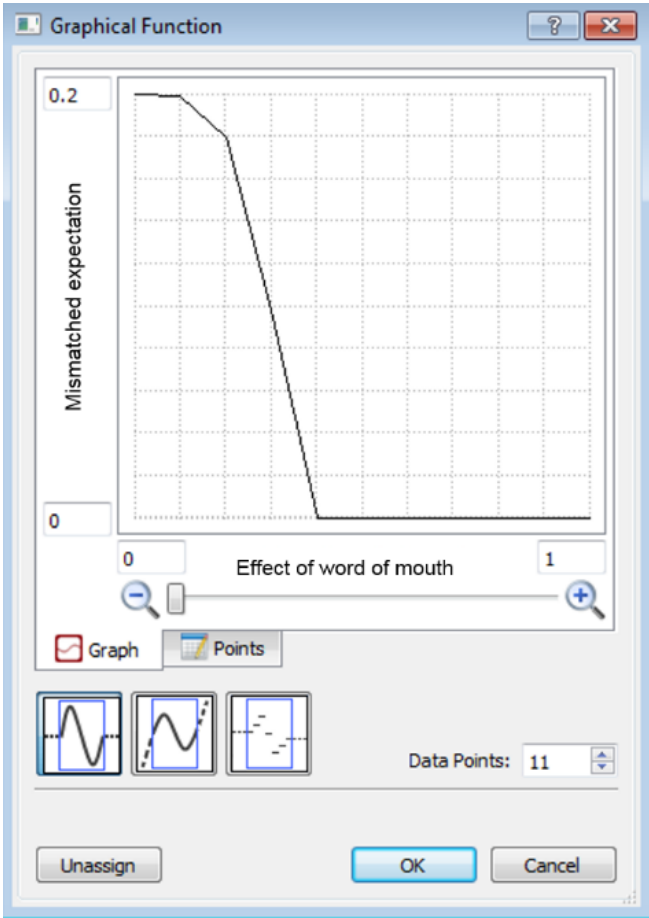 Graphical Function
0.2
Mismatched expectation
0
0
Effect of word of mouth
1
Graph
Points
Data Points:
11
Unassign
OK
Cancel